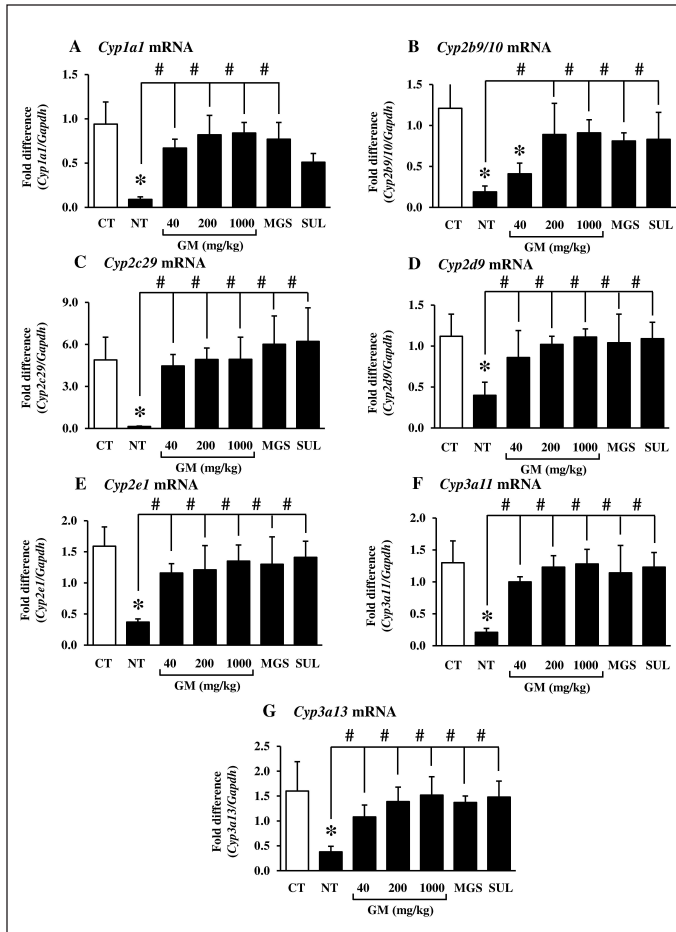 A Cyp1a1 mRNA
# # # #
Fold difference
(Cyp1a1/Gapdh)
1.5
1.0
0.5
0.0
*
CT NT 40 200 1000 MGS SUL
GM (mg/kg)
B Cyp2b9/10 mRNA
# # # #
Fold difference
(Cyp2b9/10/Gapdh)
1.5
1.0
0.5
0.0
* *
CT NT 40 200 1000 MGS SUL
GM (mg/kg)
C Cyp2c29 mRNA
# # # # #
Fold difference
(Cyp2c29/Gapdh)
9.0
6.0
3.0
0.0
*
CT NT 40 200 1000 MGS SUL
GM (mg/kg)
D Cyp2d9 mRNA
# # # # #
Fold difference
(Cyp2d9/Gapdh)
1.5
1.0
0.5
0.0
*
CT NT 40 200 1000 MGS SUL
GM (mg/kg)
E Cyp2e1 mRNA
# # # # #
Fold difference
(Cyp2e1/Gapdh)
2.0
1.5
1.0
0.5
0.0
*
CT NT 40 200 1000 MGS SUL
GM (mg/kg)
F Cyp3a11 mRNA
# # # # #
Fold difference
(Cyp3a11/Gapdh)
2.0
1.5
1.0
0.5
0.0
*
CT NT 40 200 1000 MGS SUL
GM (mg/kg)
G Cyp3a13 mRNA
# # # # #
Fold difference
(Cyp3a13/Gapdh)
2.5
2.0
1.5
1.0
0.5
0.0
*
CT NT 40 200 1000 MGS SUL
GM (mg/kg)